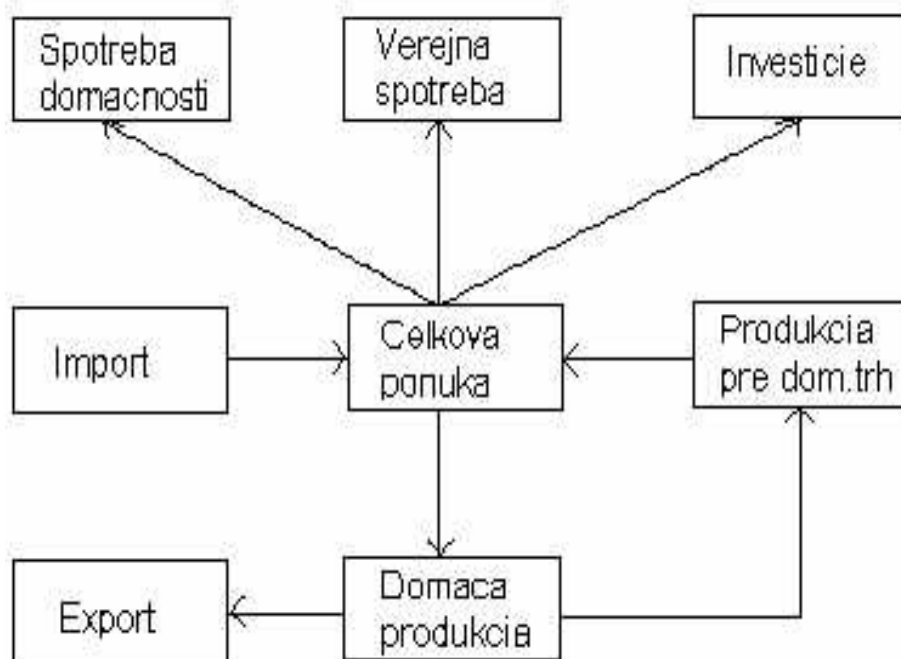 Spotreba
domacnosti
Verejna
spotreba
Investicie
Import
Celkova
ponuka
Produkcia
pre dom.trh
Export
Domaca
produkcia